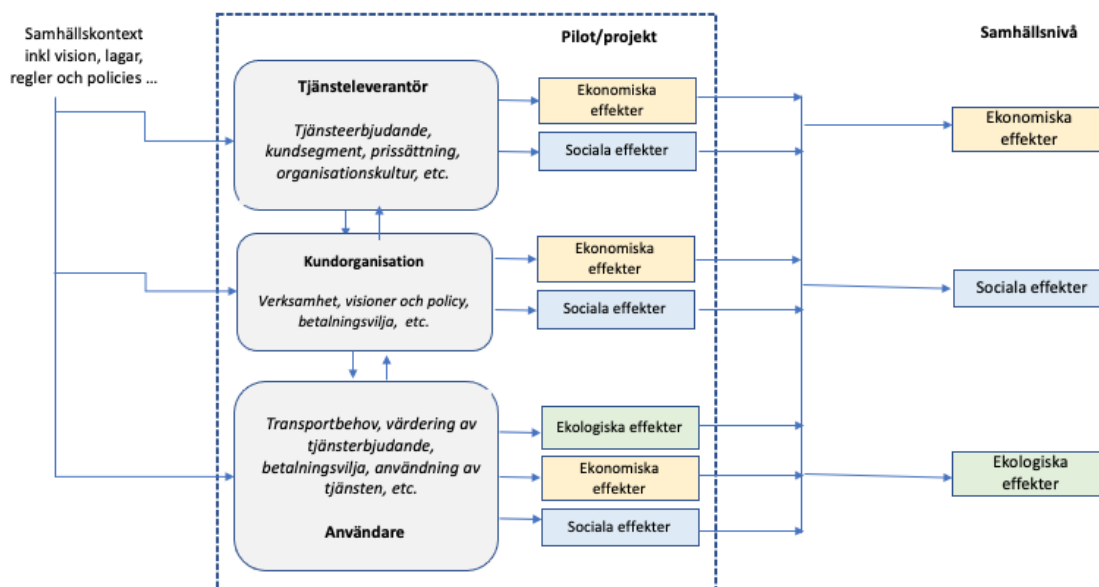 Samhällskontext
inkl vision, lagar,
regler och policies ...
Pilot/projekt
Samhällsnivå
Tjänsteleverantör
Tjänsteerbjudande,
kundsegment, prissättning,
organisationskultur, etc.
Ekonomiska
effekter
Sociala effekter
Ekonomiska
effekter
Kundorganisation
Verksamhet, visioner och policy,
betalningsvilja, etc.
Ekonomiska
effekter
Sociala effekter
Sociala effekter
Transportbehov, värdering av
tjänsterbjudande,
betalningsvilja, användning av
tjänsten, etc.
Användare
Ekologiska effekter
Ekonomiska
effekter
Sociala effekter
Ekologiska
effekter